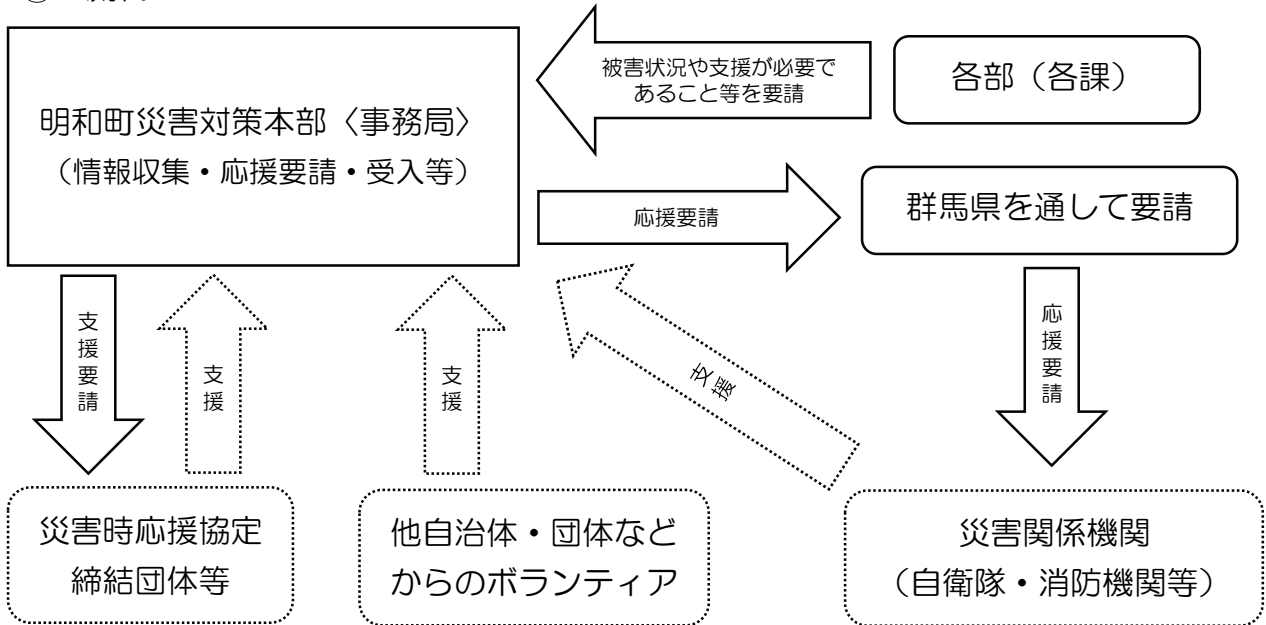 被害状況や支援が必要で
あること等を要請
各部（各課）
明和町災害対策本部〈事務局〉
（情報収集・応援要請・受入等）
応援要請
群馬県を通して要請
支援要請
支援
支援
支援
応援要請
災害時応援協定
締結団体等
他自治体・団体など
からのボランティア
災害関係機関
（自衛隊・消防機関等）